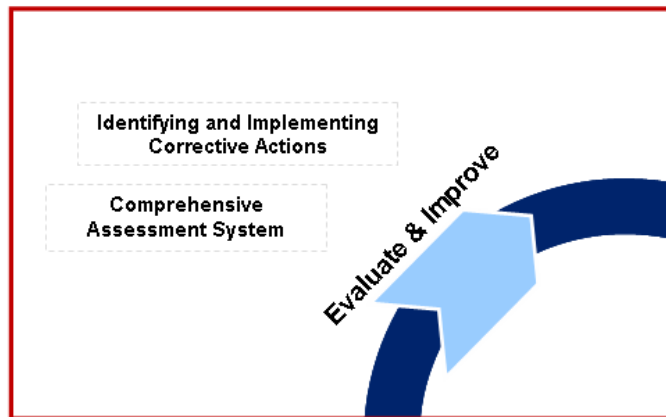 Identifying and Implementing
Corrective Actions
Comprehensive
Assessment System
Evaluate & Improve